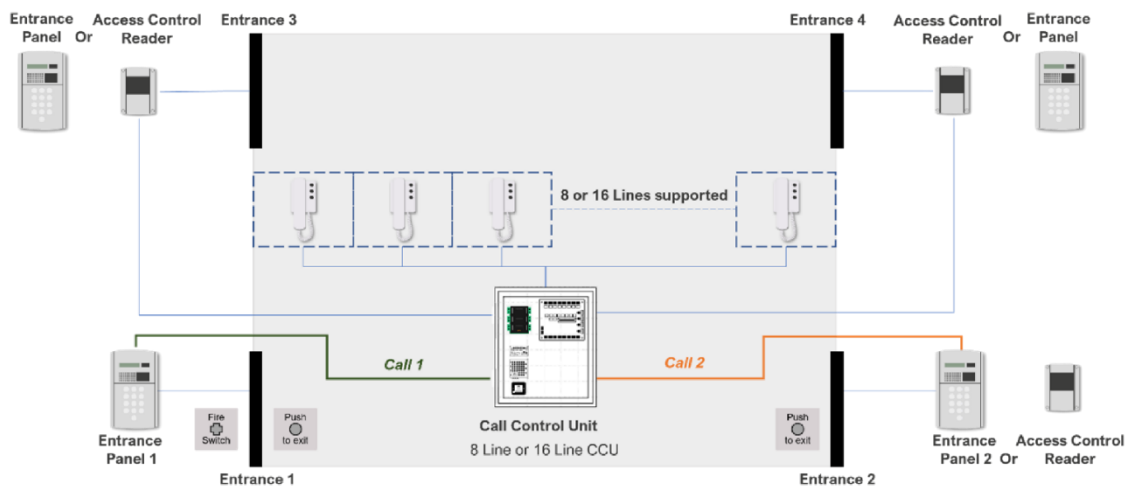 Entrance
Panel Or
Access Control
Reader
Entrance 3
Entrance 4
Access Control
Reader Or
Entrance
Panel
8 or 16 Lines supported
Call 1
Call 2
Entrance
Panel 1
Fire
Switch
Push
to exit
Call Control Unit
8 Line or 16 Line CCU
Push
to exit
Entrance
Panel 2 Or
Access Control
Reader
Entrance 1
Entrance 2